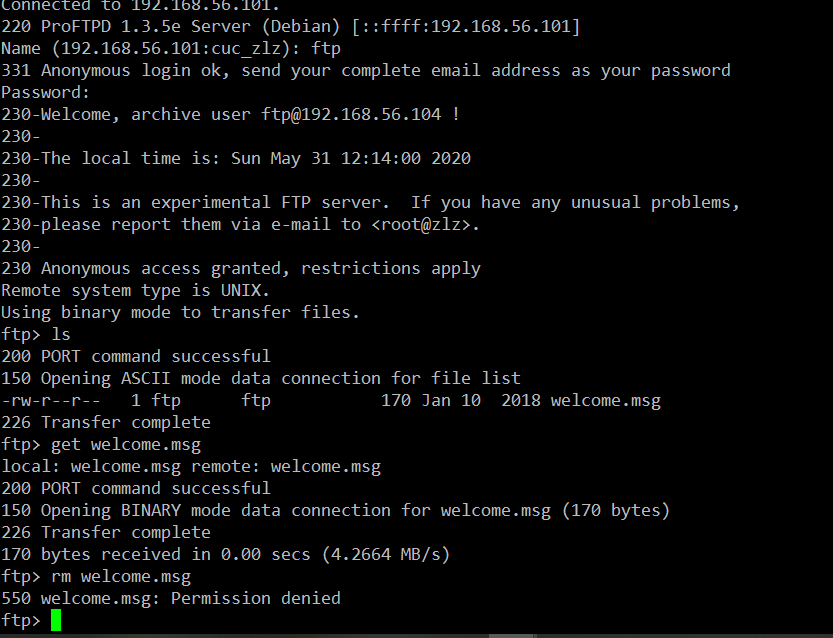 Connected to 192.168.56.101.
220 ProFTPD 1.3.5e Server (Debian) [::ffff:192.168.56.101]
Name (192.168.56.101:cuc_zlz): ftp
331 Anonymous login ok, send your complete email address as your password
Password:
230-Welcome, archive user ftp@192.168.56.104 !
230-
230-The local time is: Sun May 31 12:14:00 2020
230-
230-This is an experimental FTP server.  If you have any unusual problems,
230-please report them via e-mail to <root@zlz>.
230-
230 Anonymous access granted, restrictions apply
Remote system type is UNIX.
Using binary mode to transfer files.
ftp> ls
200 PORT command successful
150 Opening ASCII mode data connection for file list
-rw-r--r--   1 ftp      ftp           170 Jan 10  2018 welcome.msg
226 Transfer complete
ftp> get welcome.msg
local: welcome.msg remote: welcome.msg
200 PORT command successful
150 Opening BINARY mode data connection for welcome.msg (170 bytes)
226 Transfer complete
170 bytes received in 0.00 secs (4.2664 MB/s)
ftp> rm welcome.msg
550 welcome.msg: Permission denied
ftp>